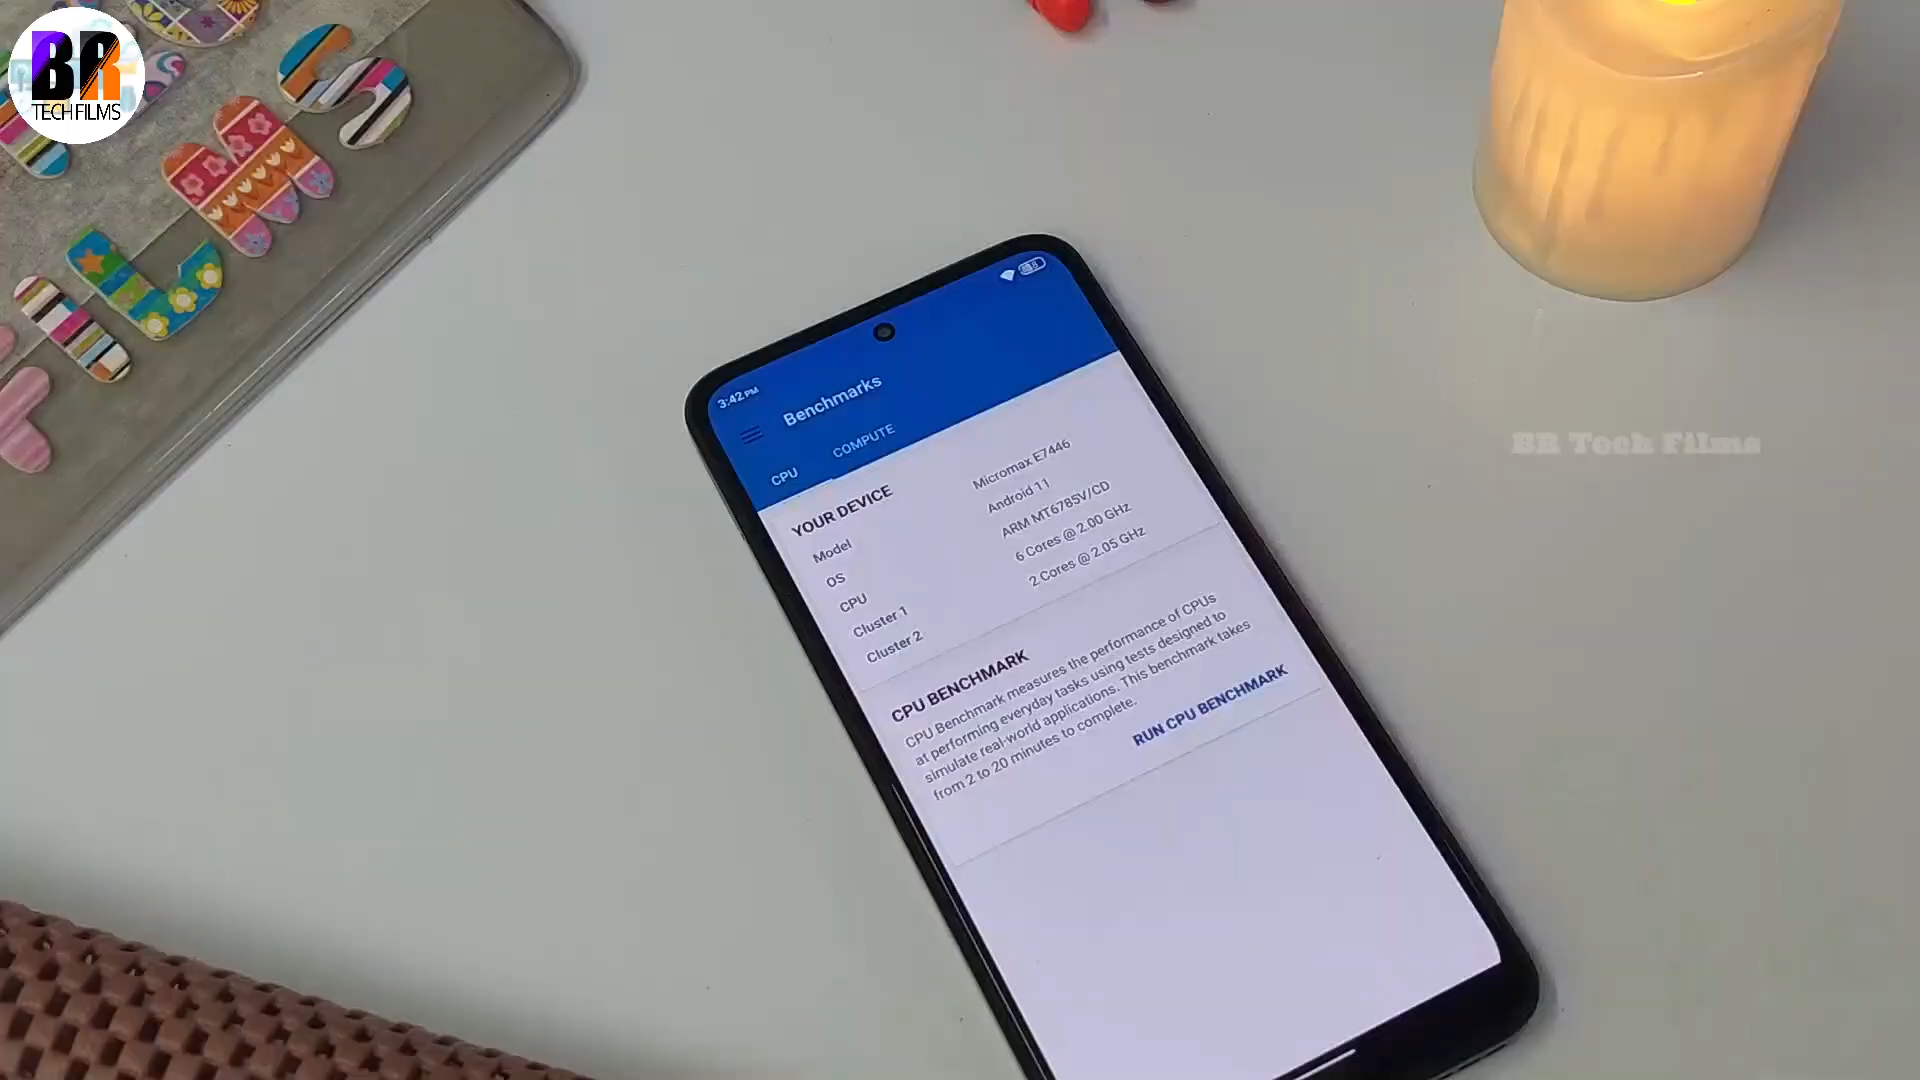 BR
TECH FILMS
ILMS
3:42 PM
Benchmarks
CPU COMPUTE
YOUR DEVICE
Model Micromax E7446
OS Android 11
CPU ARM MT6785V/CD
Cluster 1 6 Cores @ 2.00 GHz
Cluster 2 2 Cores @ 2.05 GHz
CPU BENCHMARK
CPU Benchmark measures the performance of CPUs
at performing everyday tasks using tests designed to
simulate real-world applications. This benchmark takes
from 2 to 20 minutes to complete.
RUN CPU BENCHMARK
BR Tech Films